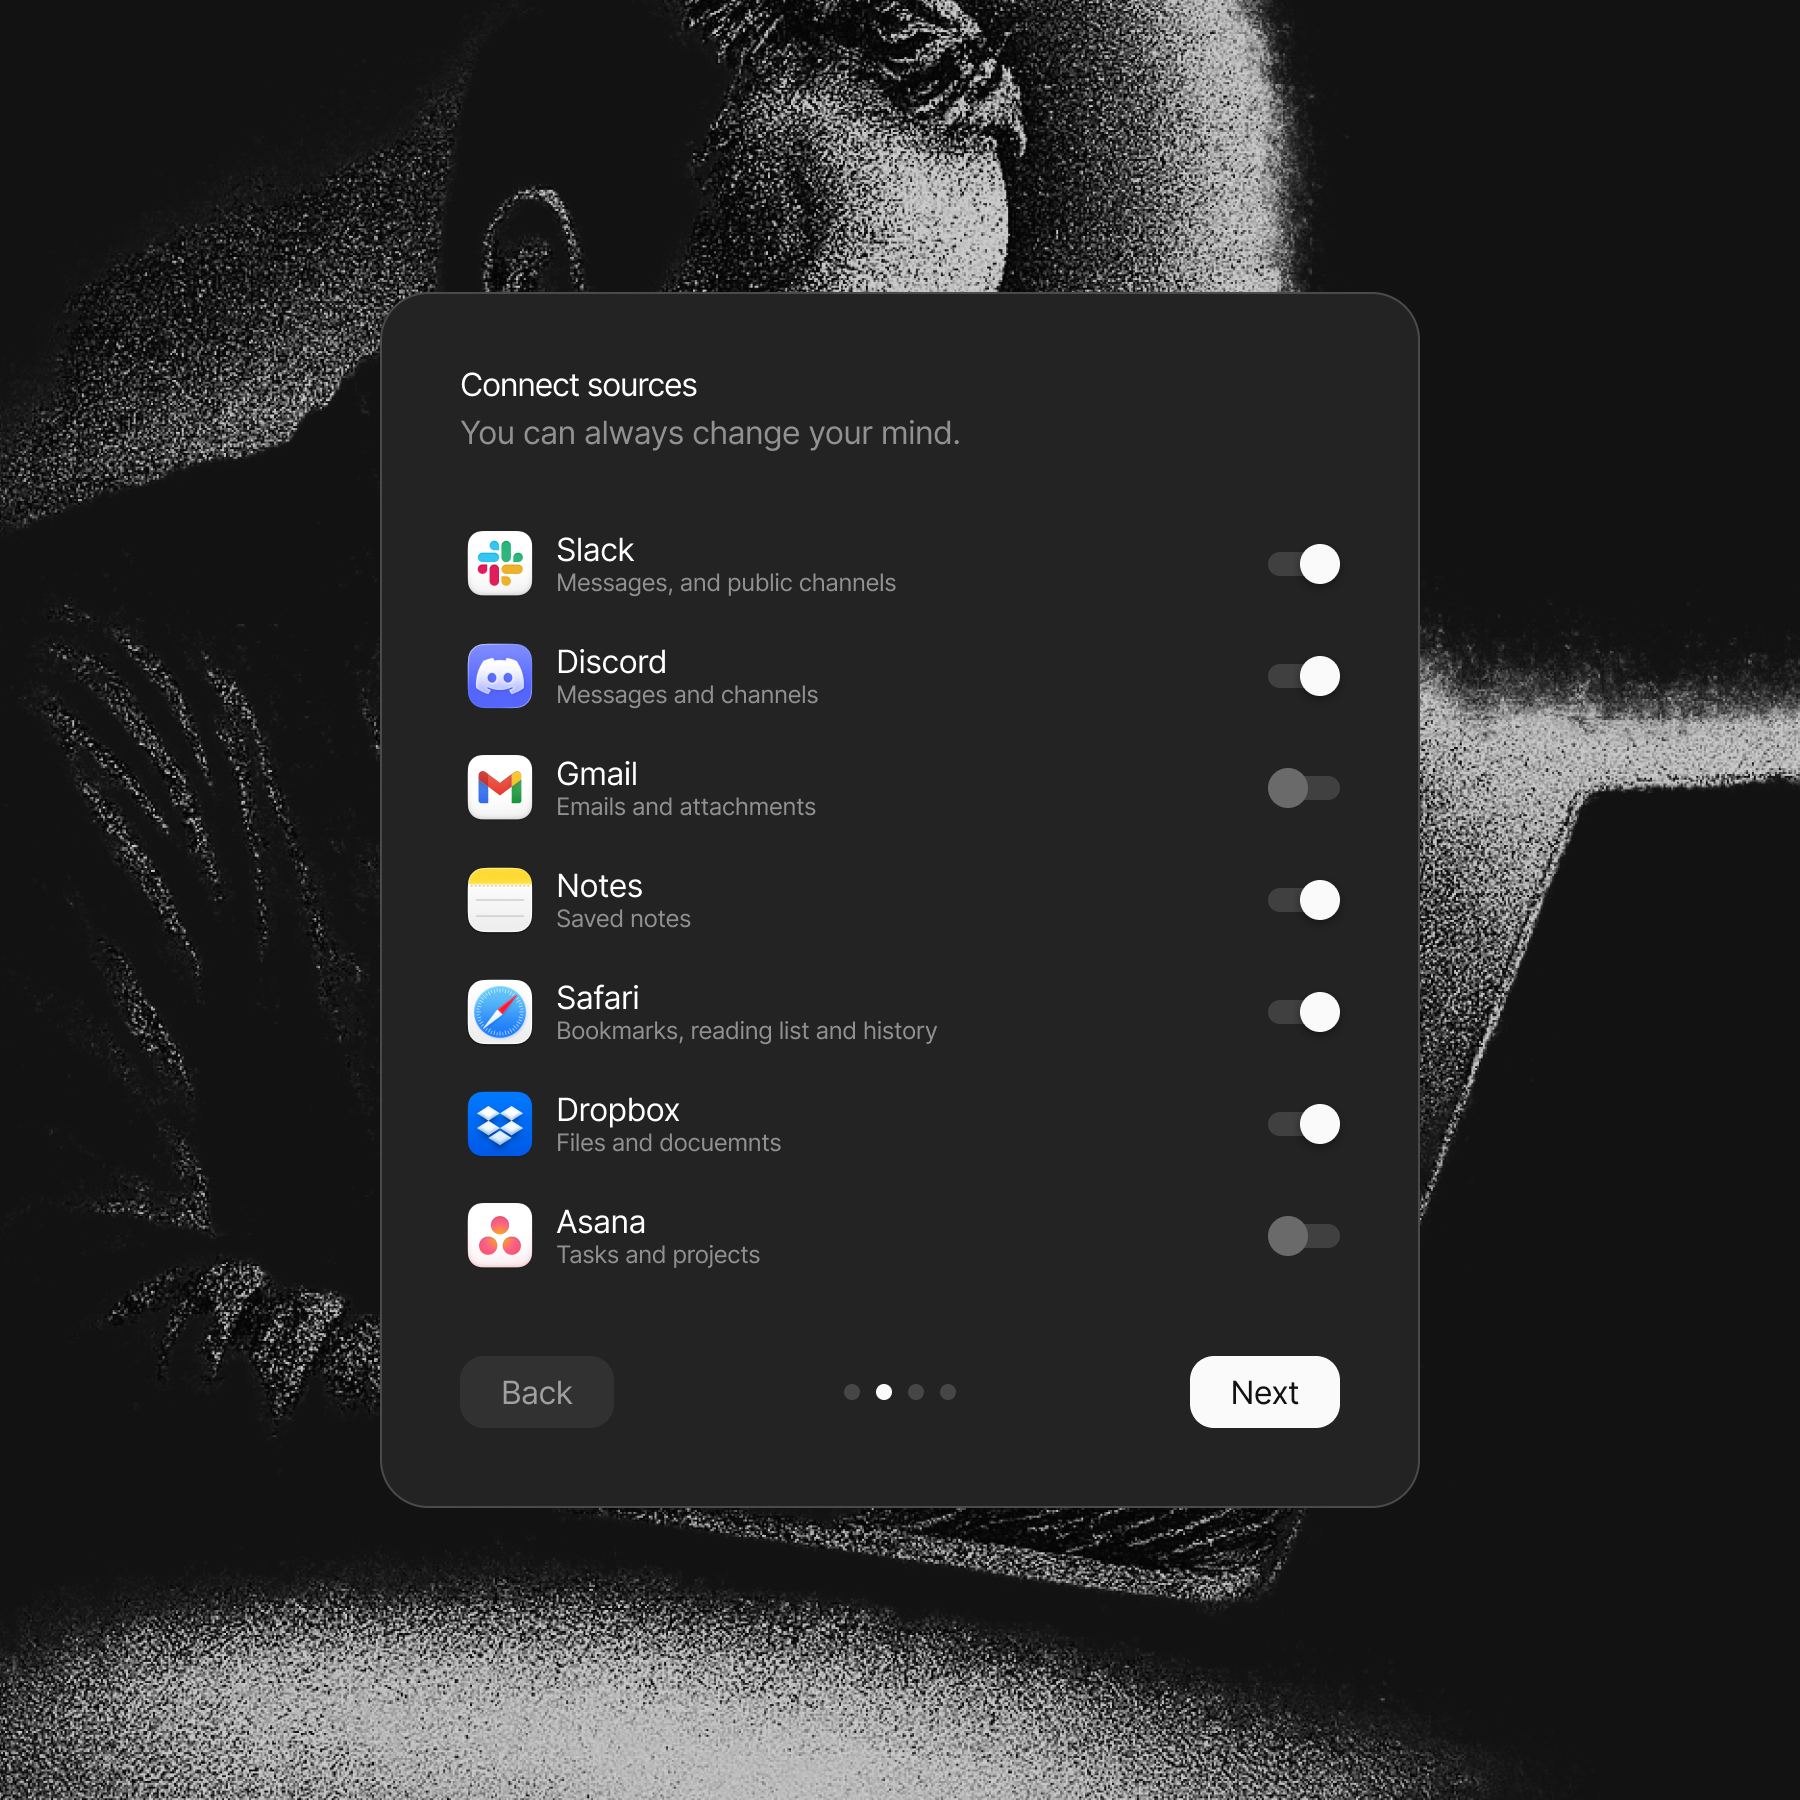 Connect sources
You can always change your mind.
Slack
Messages, and public channels
Discord
Messages and channels
Gmail
Emails and attachments
Notes
Saved notes
Safari
Bookmarks, reading list and history
Dropbox
Files and docuemnts
Asana
Tasks and projects
Back
Next